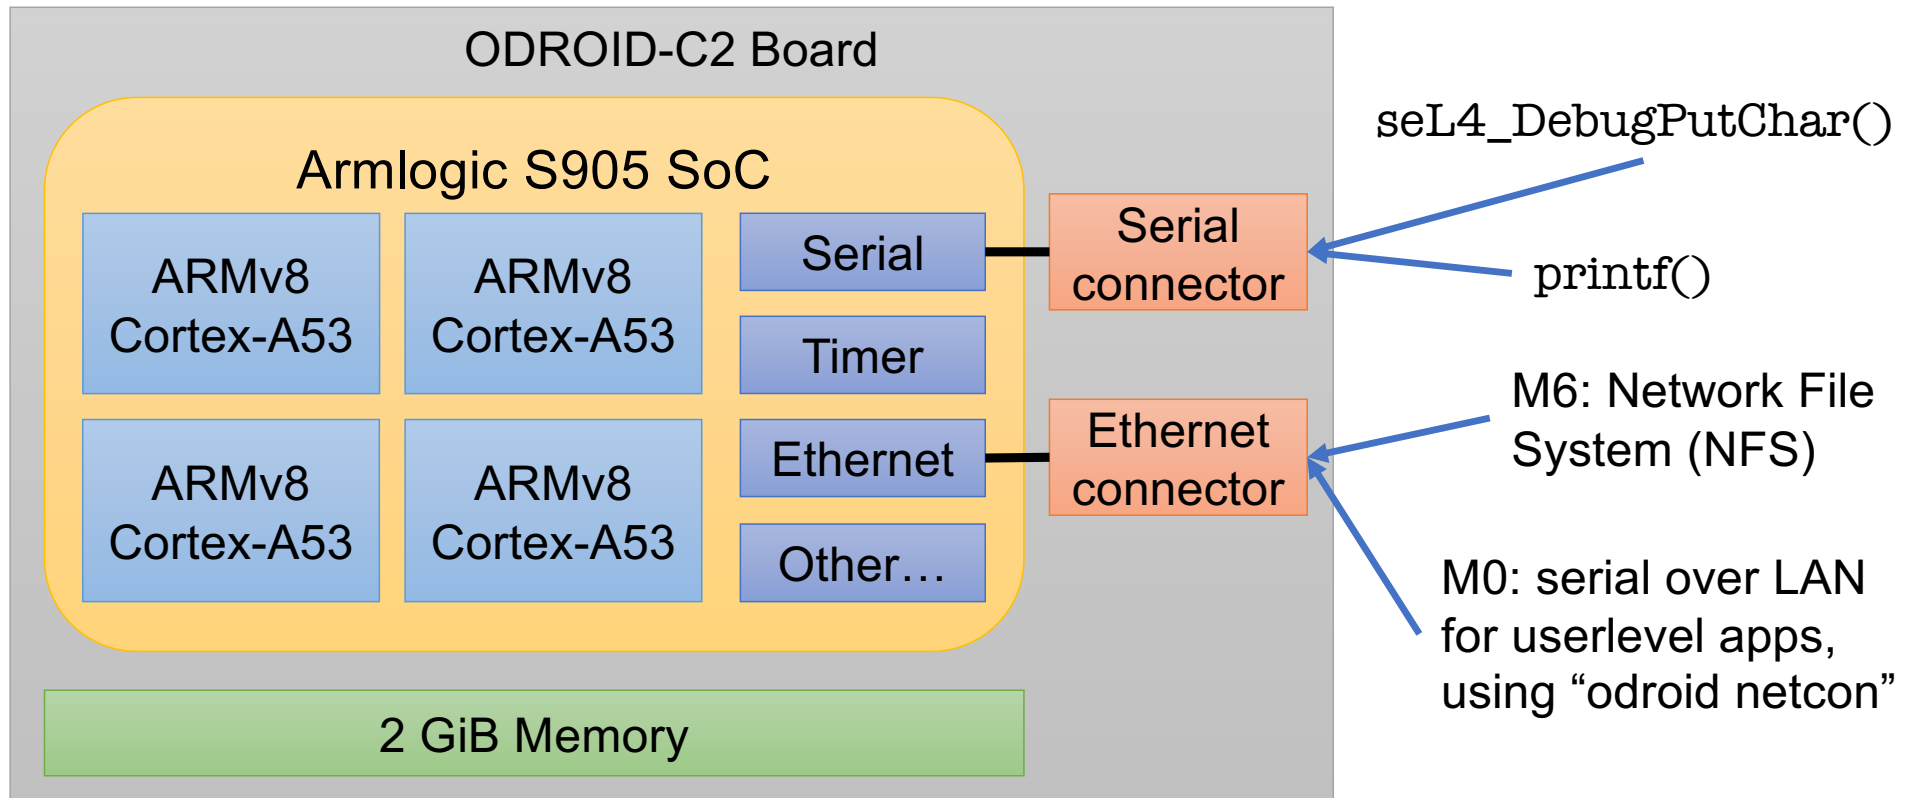 ODROID-C2 Board
Armlogic S905 SoC
ARMv8
Cortex-A53
ARMv8
Cortex-A53
ARMv8
Cortex-A53
ARMv8
Cortex-A53
Serial
Timer
Ethernet
Other…
Serial
connector
Ethernet
connector
2 GiB Memory
seL4_DebugPutChar()
printf()
M6: Network File
System (NFS)
M0: serial over LAN
for userlevel apps,
using “odroid netcon”